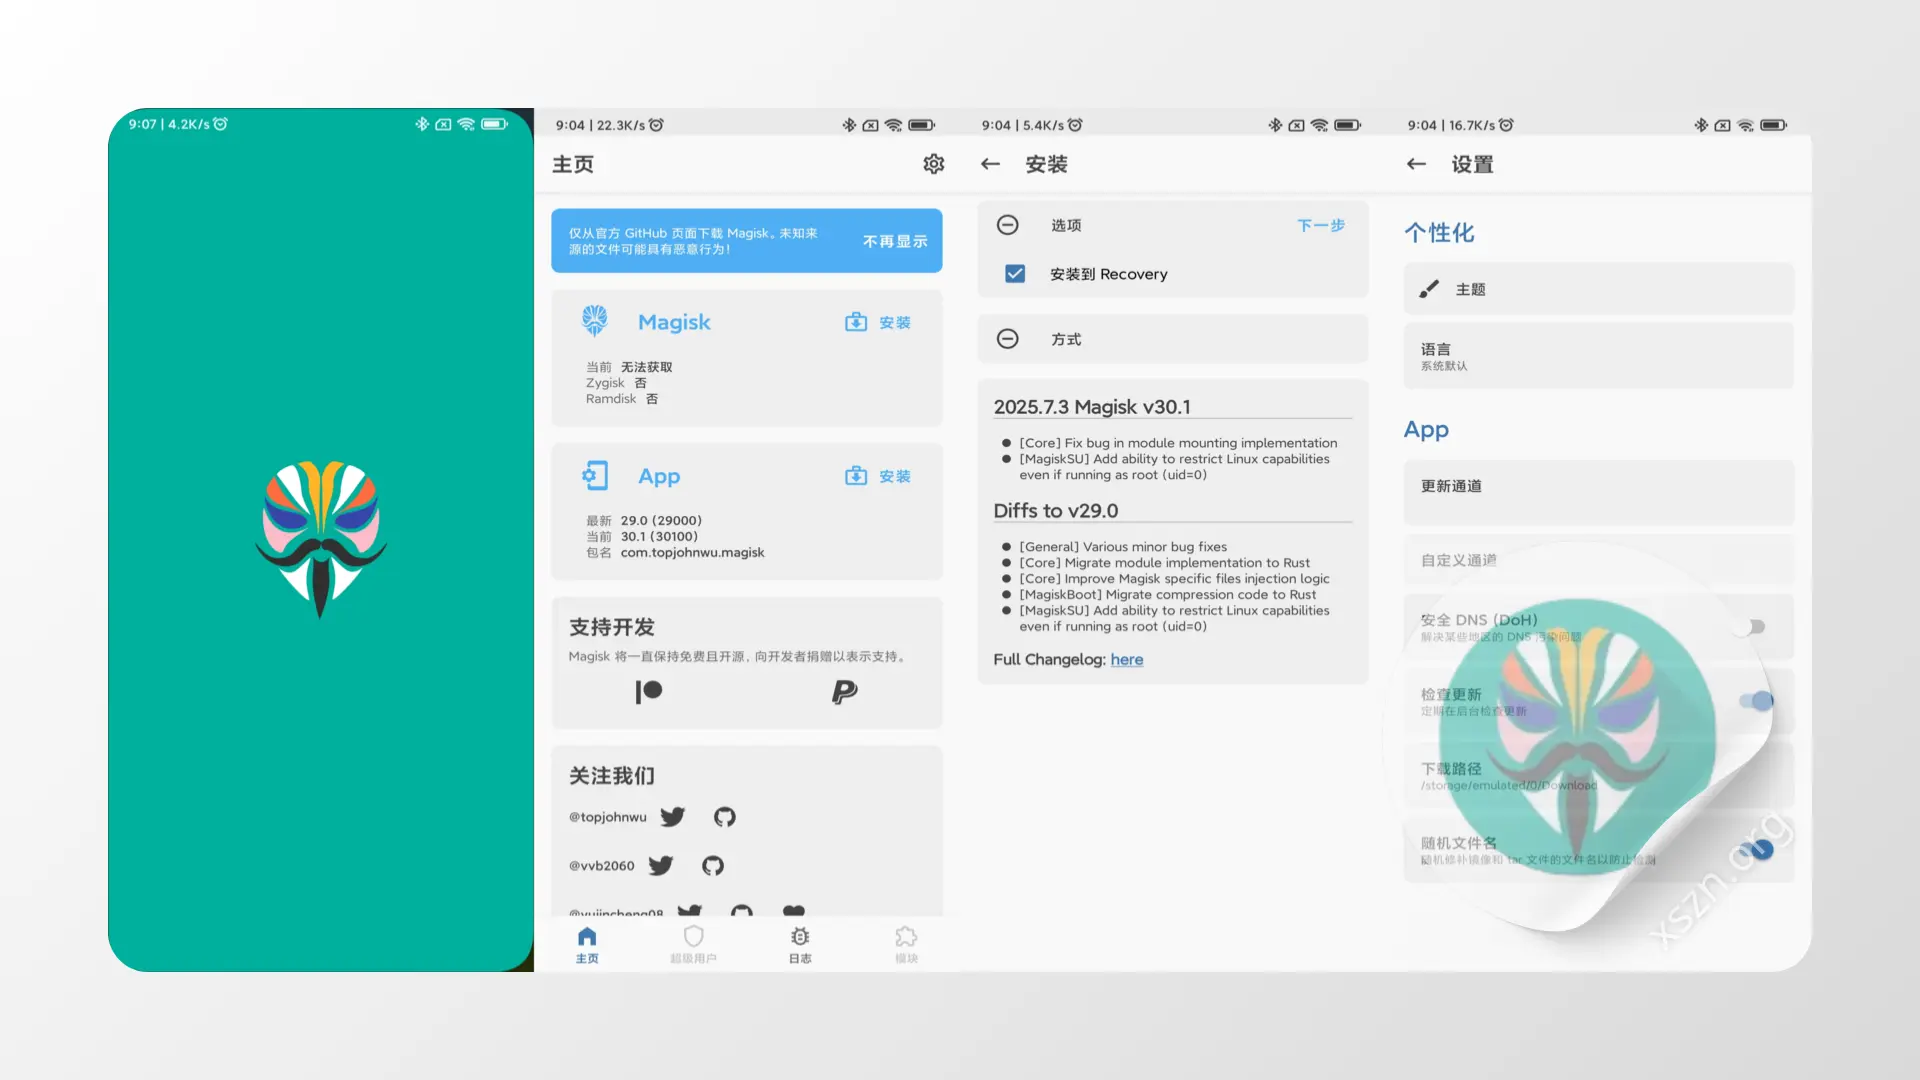 9:07 | 4.2K/s
9:04 | 22.3K/s
主页
仅从官方 GitHub 页面下载 Magisk。未知来
源的文件可能具有恶意行为!
不再显示
Magisk
安装
当前 无法获取
Zygisk 否
Ramdisk 否
App
安装
最新 29.0 (29000)
当前 30.1 (30100)
包名 com.topjohnwu.magisk
支持开发
Magisk 将一直保持免费且开源，向开发者捐赠以表示支持。
关注我们
@topjohnwu
@vvb2060
@yujincheng08
主页
超级用户
日志
模块
9:04 | 5.4K/s
安装
选项
下一步
安装到 Recovery
方式
2025.7.3 Magisk v30.1
[Core] Fix bug in module mounting implementation
[MagiskSU] Add ability to restrict Linux capabilities
even if running as root (uid=0)
Diffs to v29.0
[General] Various minor bug fixes
[Core] Migrate module implementation to Rust
[Core] Improve Magisk specific files injection logic
[MagiskBoot] Migrate compression code to Rust
[MagiskSU] Add ability to restrict Linux capabilities
even if running as root (uid=0)
Full Changelog: here
9:04 | 16.7K/s
设置
个性化
主题
语言
系统默认
App
更新通道
自定义通道
安全 DNS (DoH)
解决某些地区的 DNS 污染问题
检查更新
定期在后台检查更新
下载路径
/storage/emulated/0/Download
随机文件名
随机修补镜像和 tar 文件的文件名以防止检测
xszn.org